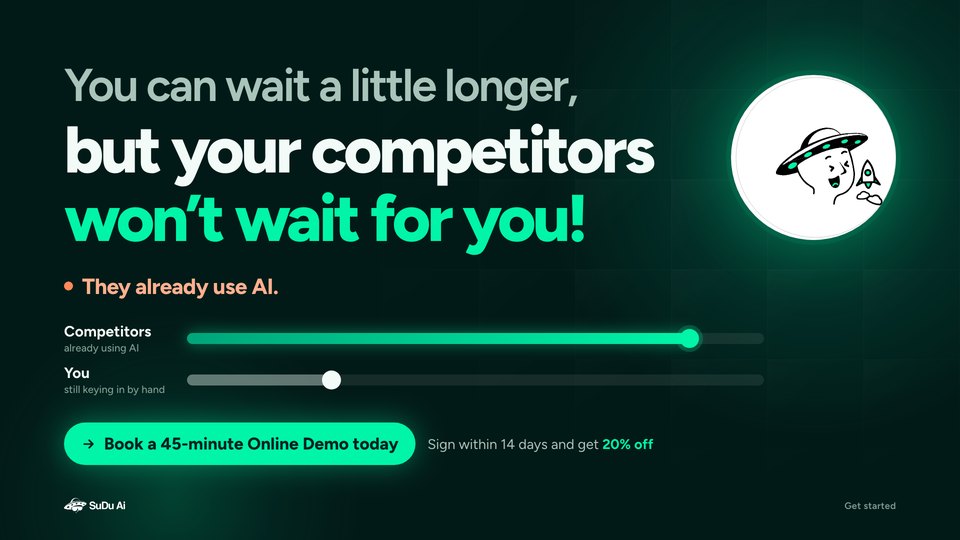 You can wait a little longer,
but your competitors
won’t wait for you!
They already use AI.
Competitors
already using AI
You
still keying in by hand
→ Book a 45-minute Online Demo today
Sign within 14 days and get 20% off
SuDu Ai
Get started